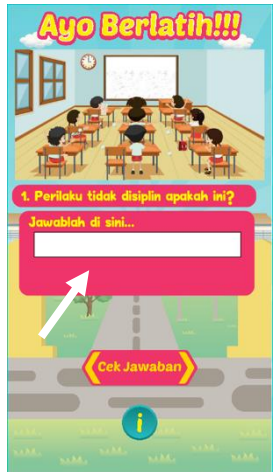 Ayo Berlatih!!!
1. Perilaku tidak disiplin apakah ini?
Jawablah di sini...
Cek Jawaban
i